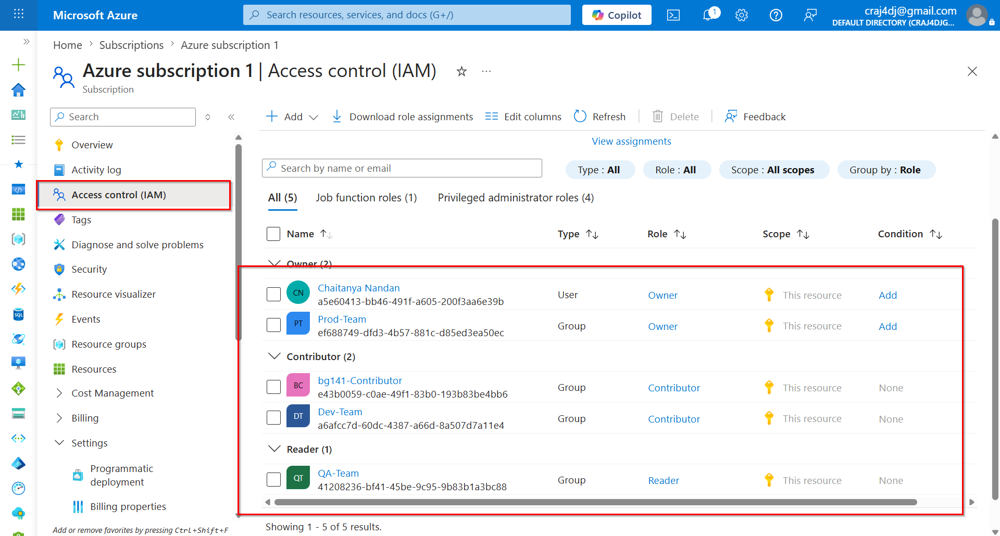 Microsoft Azure
Search resources, services, and docs (G+/)
Copilot
1
craj4dj@gmail.com
DEFAULT DIRECTORY (CRAJ4DJG...
Home > Subscriptions > Azure subscription 1
Azure subscription 1 | Access control (IAM)
Subscription
Search
Add
Download role assignments
Edit columns
Refresh
Delete
Feedback
Overview
Activity log
Access control (IAM)
Tags
Diagnose and solve problems
Security
Resource visualizer
Events
Resource groups
Resources
Cost Management
Billing
Settings
Programmatic
deployment
Billing properties
Add or remove favorites by pressing Ctrl+Shift+F
SQL
View assignments
Search by name or email
Type : All
Role : All
Scope : All scopes
Group by : Role
All (5)
Job function roles (1)
Privileged administrator roles (4)
Name Type Role Scope Condition
Owner (2)
CN Chaitanya Nandan User Owner This resource Add
a5e60413-bb46-491f-a605-200f3aa6e39b
PT Prod-Team Group Owner This resource Add
ef688749-dfd3-4b57-881c-d85ed3ea50ec
Contributor (2)
BC bg141-Contributor Group Contributor This resource None
e43b0059-c0ae-49f1-83b0-193b83be4bb6
DT Dev-Team Group Contributor This resource None
a6afcc7d-60dc-4387-a66d-8a507d7a11e4
Reader (1)
QT QA-Team Group Reader This resource None
41208236-bf41-45be-9c95-9b83b1a3bc88
Showing 1 - 5 of 5 results.